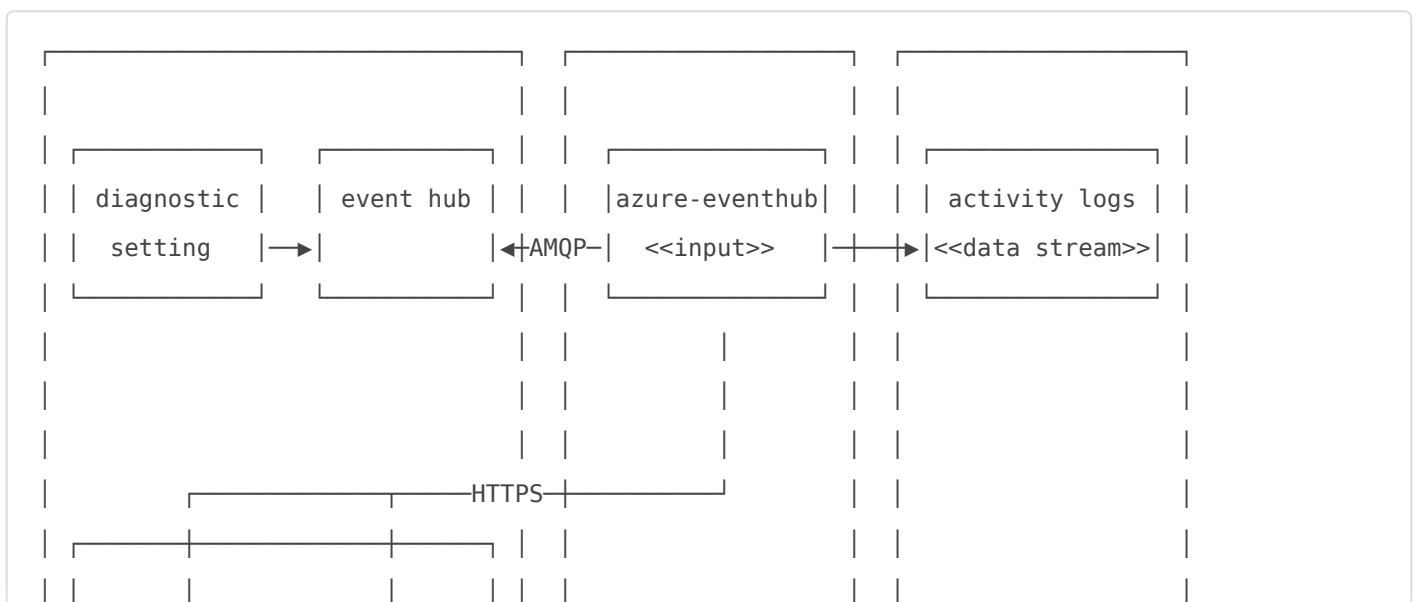 diagnostic event hub azure-eventhub activity logs
setting AMQP <<input>> <<data stream>>
HTTPS